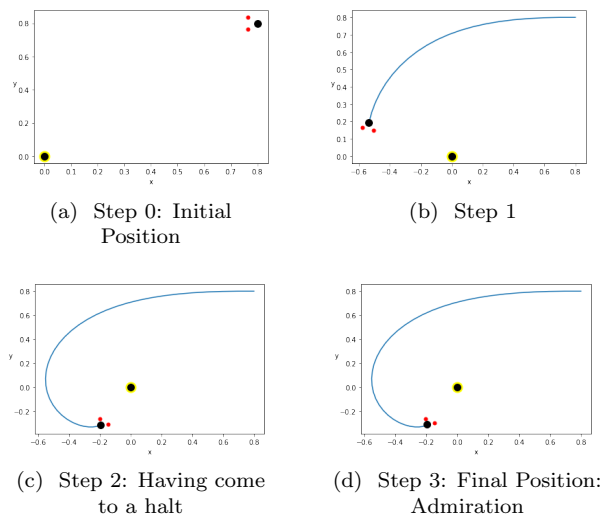 0.8
0.6
y
0.4
0.2
0.0
0.0 0.1 0.2 0.3 0.4 0.5 0.6 0.7 0.8
x
(a) Step 0: Initial
Position
0.8
0.7
0.6
0.5
y
0.4
0.3
0.2
0.1
0.0
−0.6 −0.4 −0.2 0.0 0.2 0.4 0.6 0.8
x
(b) Step 1
0.8
0.6
0.4
y
0.2
0.0
−0.2
−0.6 −0.4 −0.2 0.0 0.2 0.4 0.6 0.8
x
(c) Step 2: Having come
to a halt
0.8
0.6
0.4
y
0.2
0.0
−0.2
−0.6 −0.4 −0.2 0.0 0.2 0.4 0.6 0.8
x
(d) Step 3: Final Position:
Admiration